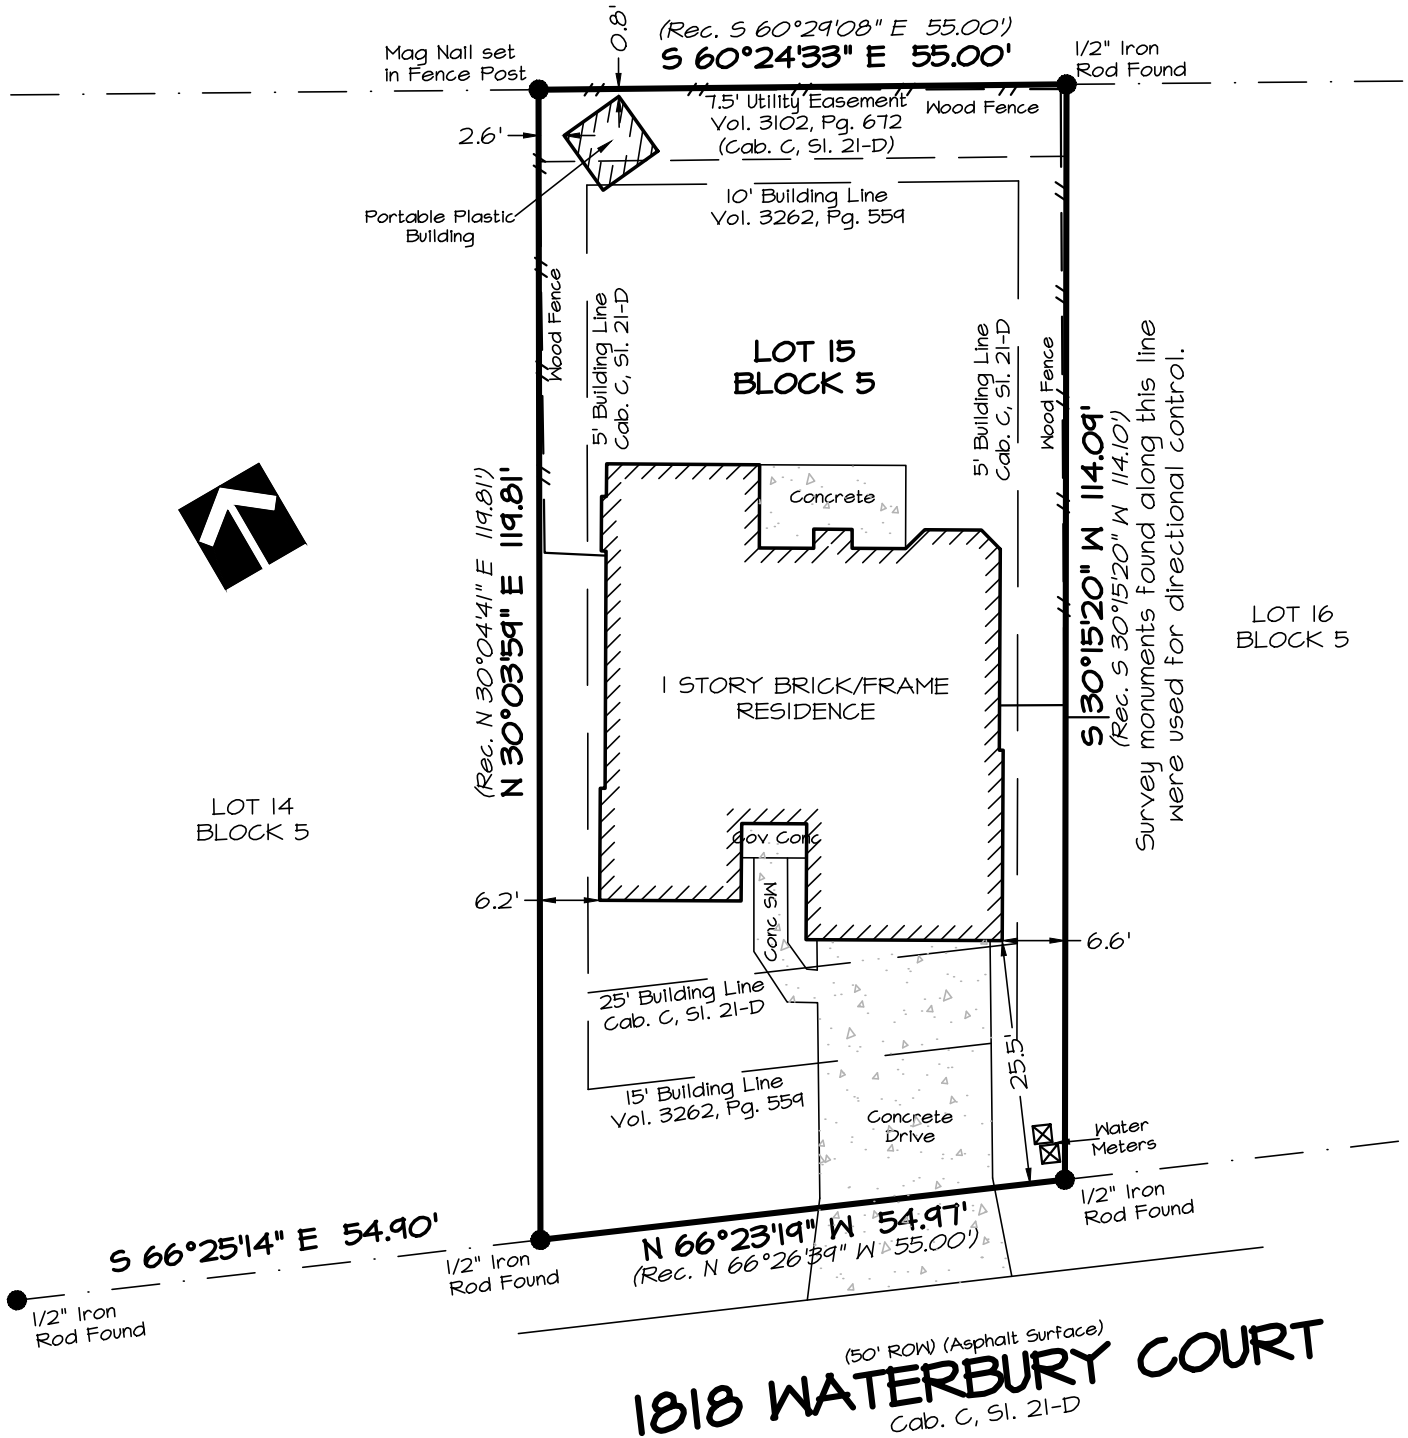 0.8'
(Rec. S 60°29'08" E 55.00')
S 60°24'33" E 55.00'
Mag Nail set
in Fence Post
1/2" Iron
Rod Found
7.5' Utility Easement
Vol. 3102, Pg. 672
(Cab. C, Sl. 21-D)
Wood Fence
2.6'
Portable Plastic
Building
10' Building Line
Vol. 3262, Pg. 559
Wood Fence
5' Building Line
Cab. C, Sl. 21-D
LOT 15
BLOCK 5
5' Building Line
Cab. C, Sl. 21-D
Wood Fence
(Rec. N 30°04'41" E 119.81')
N 30°03'59" E 119.81'
Concrete
S 30°15'20" W 114.09'
(Rec. S 30°15'20" W 114.10')
Survey monuments found along this line
were used for directional control.
LOT 16
BLOCK 5
1 STORY BRICK/FRAME
RESIDENCE
LOT 14
BLOCK 5
Cov Conc
Conc SW
6.2'
6.6'
25' Building Line
Cab. C, Sl. 21-D
25.5'
15' Building Line
Vol. 3262, Pg. 559
Concrete
Drive
Water
Meters
1/2" Iron
Rod Found
S 66°25'14" E 54.90'
1/2" Iron
Rod Found
N 66°23'19" W 54.97'
(Rec. N 66°26'39" W 55.00')
1/2" Iron
Rod Found
(50' ROW) (Asphalt Surface)
1818 WATERBURY COURT
Cab. C, Sl. 21-D